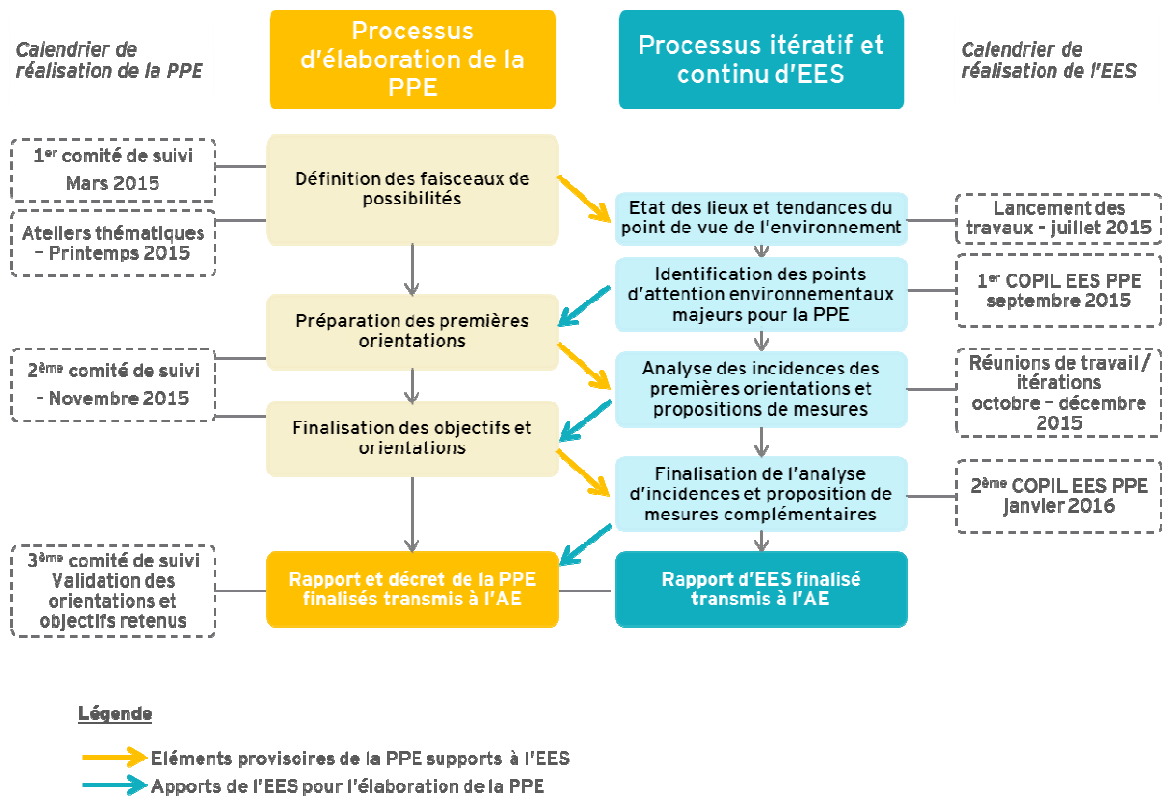 Calendrier de
réalisation de la PPE
Processus
d'élaboration de la
PPE
Processus itératif et
continu d'EES
Calendrier de
réalisation de l'EES
1er comité de suivi
Mars 2015
Ateliers thématiques
– Printemps 2015
2ème comité de suivi
- Novembre 2015
3ème comité de suivi
Validation des
orientations et
objectifs retenus
Définition des faisceaux de
possibilités
Préparation des premières
orientations
Finalisation des objectifs et
orientations
Rapport et décret de la PPE
finalisés transmis à l'AE
Etat des lieux et tendances du
point de vue de l'environnement
Identification des points
d'attention environnementaux
majeurs pour la PPE
Analyse des incidences des
premières orientations et
propositions de mesures
Finalisation de l'analyse
d'incidences et proposition de
mesures complémentaires
Rapport d'EES finalisé
transmis à l'AE
Lancement des
travaux - juillet 2015
1er COPIL EES PPE
septembre 2015
Réunions de travail /
itérations
octobre – décembre
2015
2ème COPIL EES PPE
janvier 2016
Légende
Eléments provisoires de la PPE supports à l'EES
Apports de l'EES pour l'élaboration de la PPE